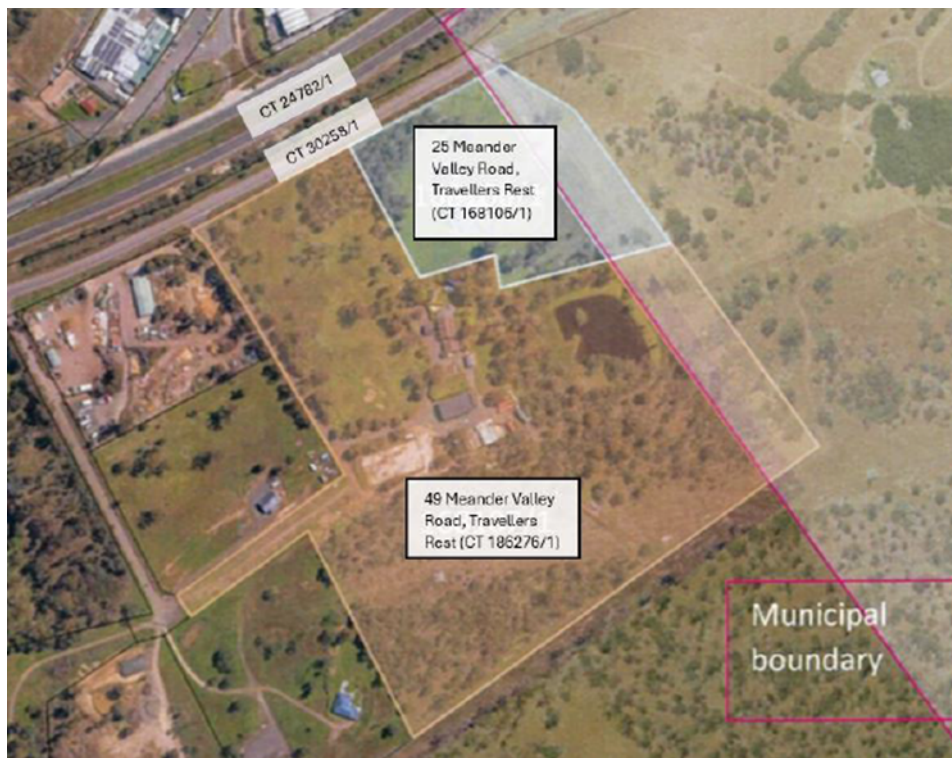 CT 24782/1
CT 30258/1
25 Meander
Valley Road,
Travellers Rest
(CT 168106/1)
49 Meander Valley
Road, Travellers
Rest (CT 186276/1)
Municipal
boundary